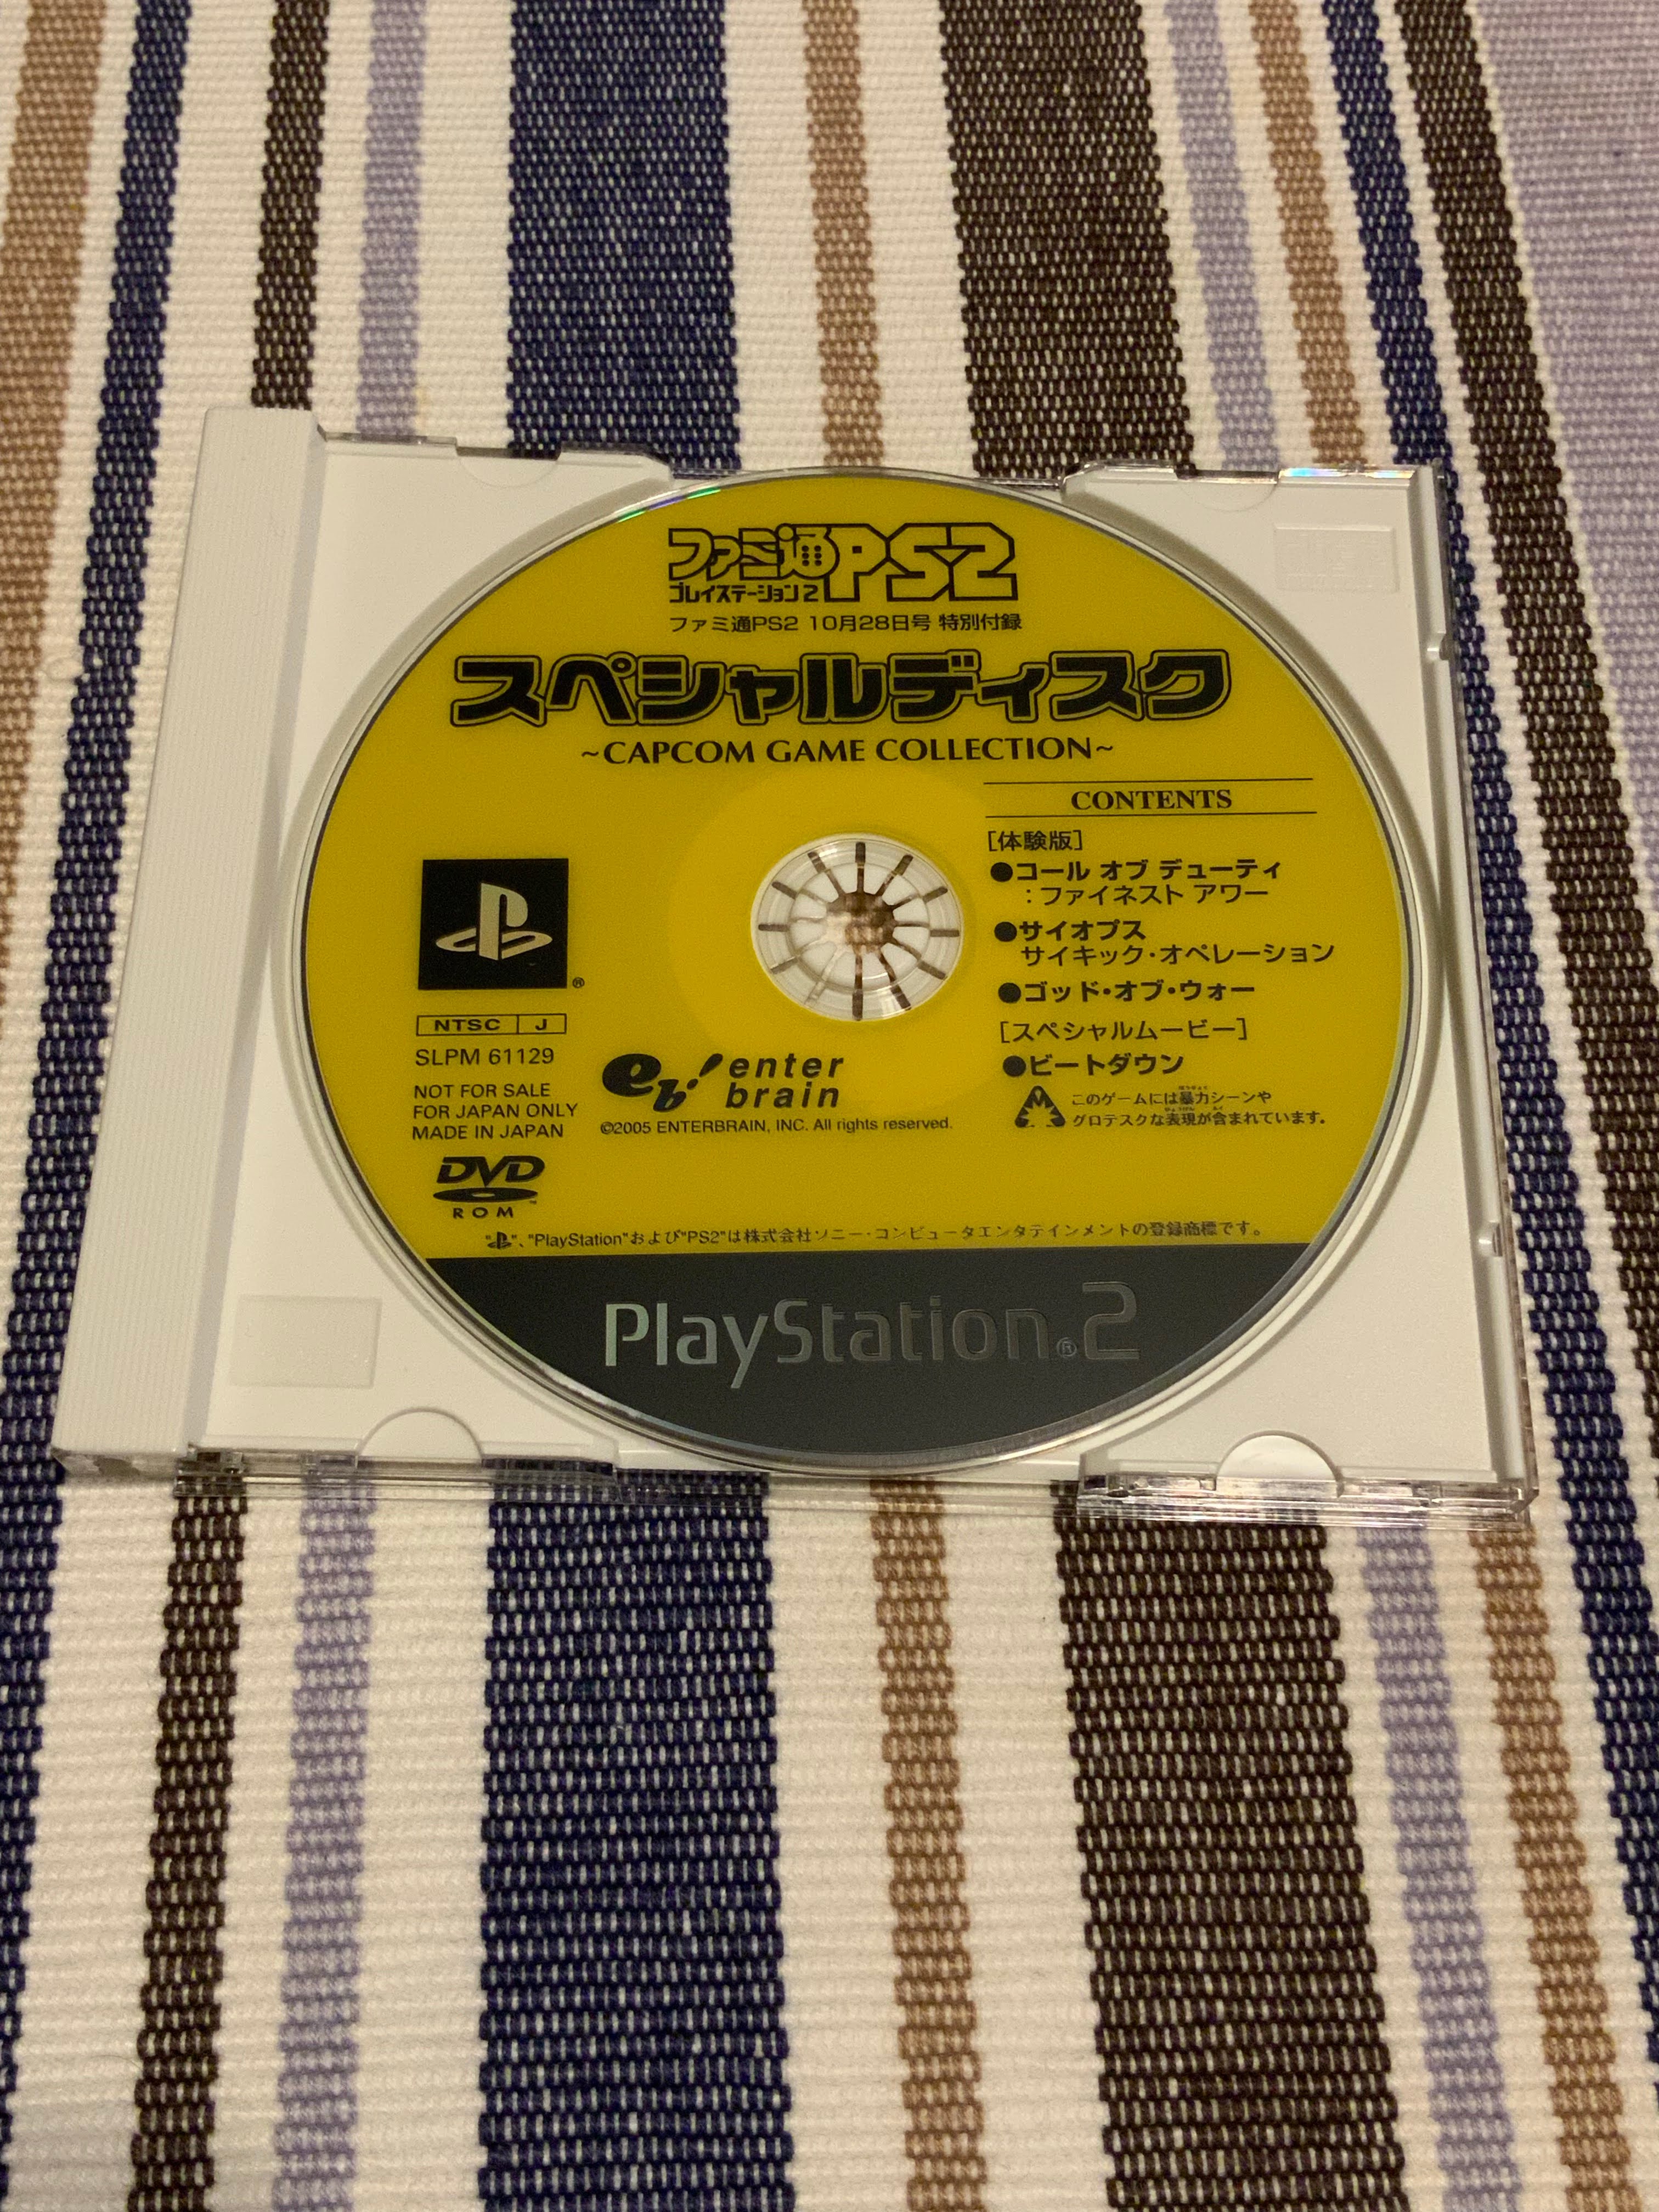 ファミ通PS2
プレイステーション2
ファミ通PS2 10月28日号 特別付録
スペシャルディスク
~CAPCOM GAME COLLECTION~
CONTENTS
[体験版]
●コール オブ デューティ
：ファイネスト アワー
●サイオプス
サイキック・オペレーション
●ゴッド・オブ・ウォー
[スペシャルムービー]
●ビートダウン
このゲームには暴力シーンや
グロテスクな表現が含まれています。
®
NTSC J
SLPM 61129
NOT FOR SALE
FOR JAPAN ONLY
MADE IN JAPAN
DVD
ROM
eb! enter
brain
©2005 ENTERBRAIN, INC. All rights reserved.
"PS"、"PlayStation"および"PS2"は株式会社ソニー・コンピュータエンタテインメントの登録商標です。
PlayStation®2